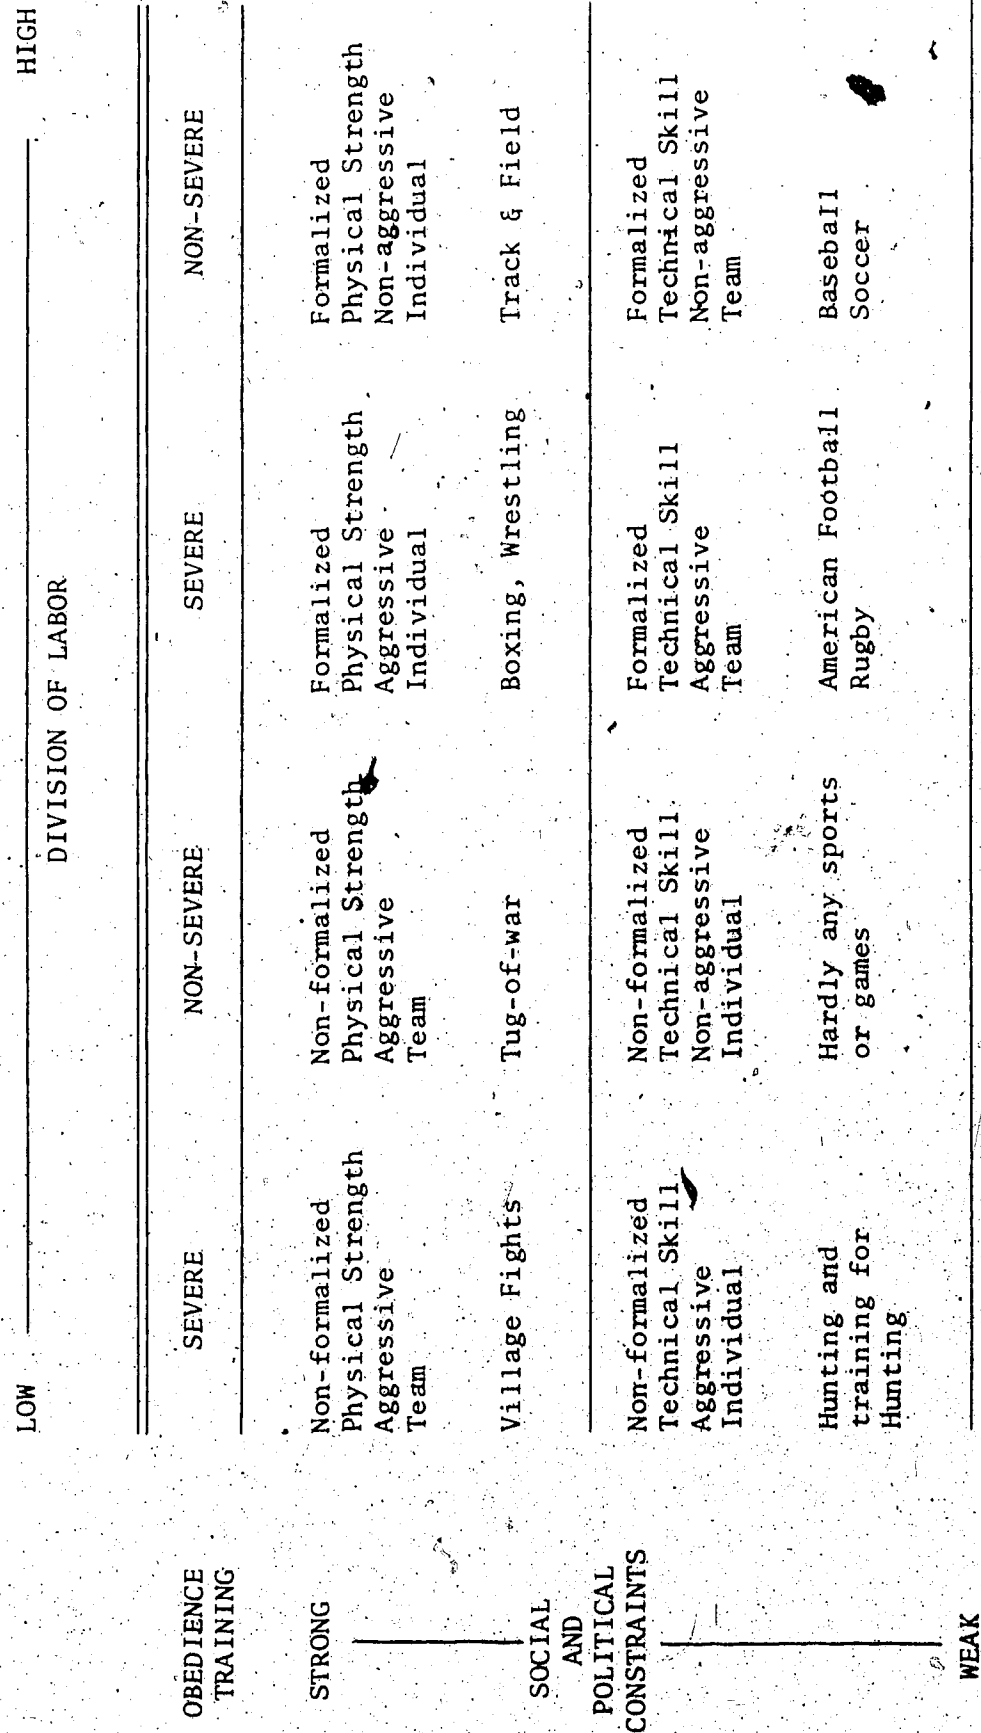 LOW HIGH
DIVISION OF LABOR
OBEDIENCE
TRAINING
SEVERE NON-SEVERE SEVERE NON-SEVERE
STRONG
Non-formalized Non-formalized Formalized Formalized
Physical Strength Physical Strength Physical Strength Physical Strength
Aggressive Aggressive Aggressive Non-aggressive
Team Team Individual Individual
Village Fights Tug-of-war Boxing, Wrestling Track & Field
SOCIAL
AND
POLITICAL
CONSTRAINTS
Non-formalized Non-formalized Formalized Formalized
Technical Skill Technical Skill Technical Skill Technical Skill
Aggressive Non-aggressive Aggressive Non-aggressive
Individual Individual Team Team
Hunting and Hardly any sports American Football Baseball
training for or games Rugby Soccer
Hunting
WEAK